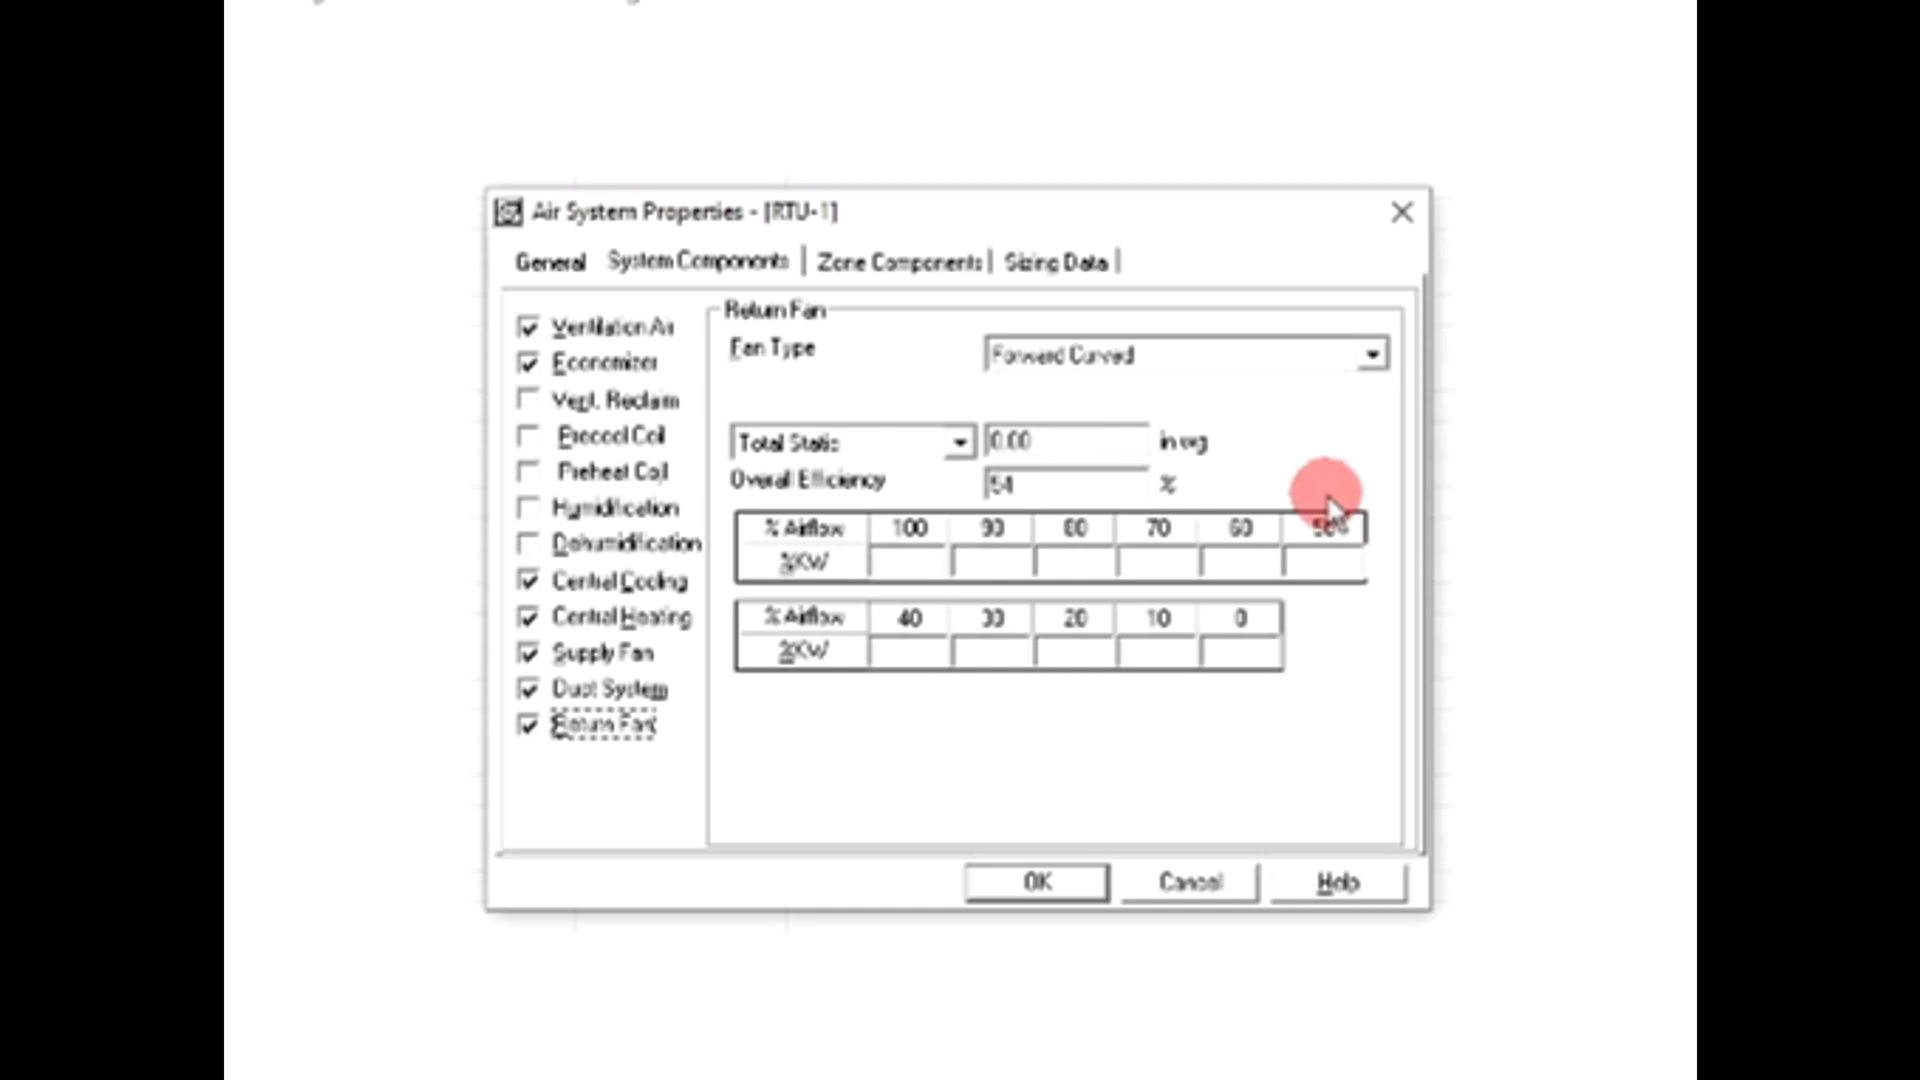 Air System Properties - [RTU-1]
General System Components Zone Components Sizing Data
Ventilation Air
Economizer
Vent. Reclaim
Precool Coil
Preheat Coil
Humidification
Dehumidification
Central Cooling
Central Heating
Supply Fan
Duct System
Return Fan
Return Fan
Fan Type Forward Curved
Total Static 0.00 in wg
Overall Efficiency 54 %
% Airflow 100 90 80 70 60 50
%KW
% Airflow 40 30 20 10 0
%KW
OK Cancel Help